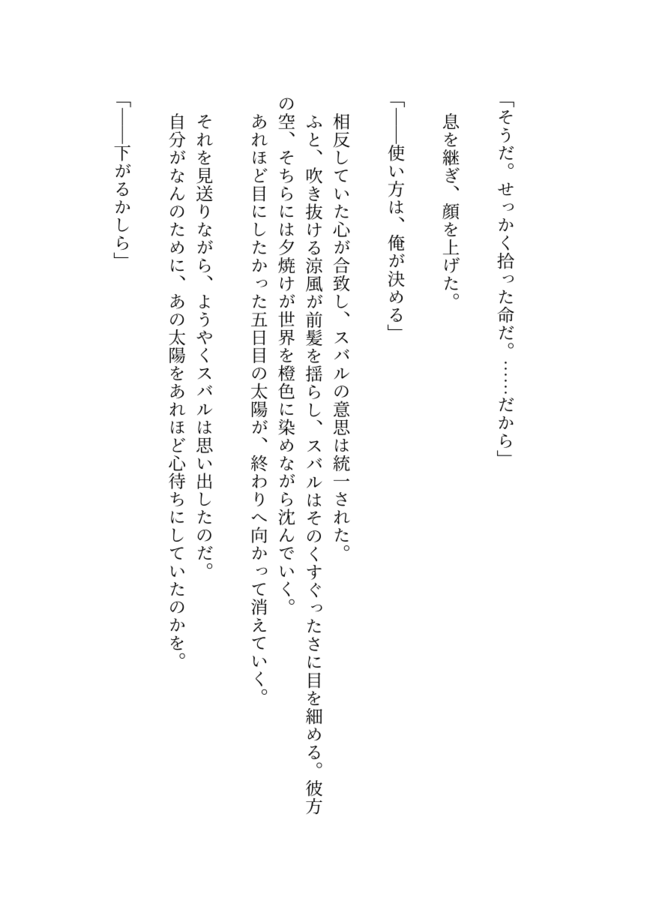 「そうだ。せっかく拾った命だ。……だから」
息を継ぎ、顔を上げた。
「――使い方は、俺が決める」
相反していた心が合致し、スバルの意思は統一された。
ふと、吹き抜ける涼風が前髪を揺らし、スバルはそのくすぐったさに目を細める。彼方
の空、そちらには夕焼けが世界を橙色に染めながら沈んでいく。
あれほど目にしたかった五日目の太陽が、終わりへ向かって消えていく。
それを見送りながら、ようやくスバルは思い出したのだ。
自分がなんのために、あの太陽をあれほど心待ちにしていたのかを。
「――下がるかしら」